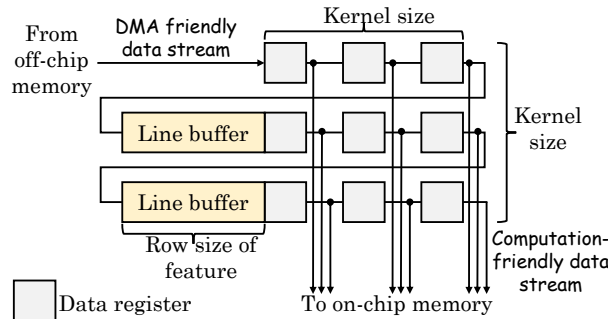 Kernel size
From
off-chip
memory
DMA friendly
data stream
Kernel
size
Line buffer
Line buffer
Row size of
feature
Computation-
friendly data
stream
Data register
To on-chip memory